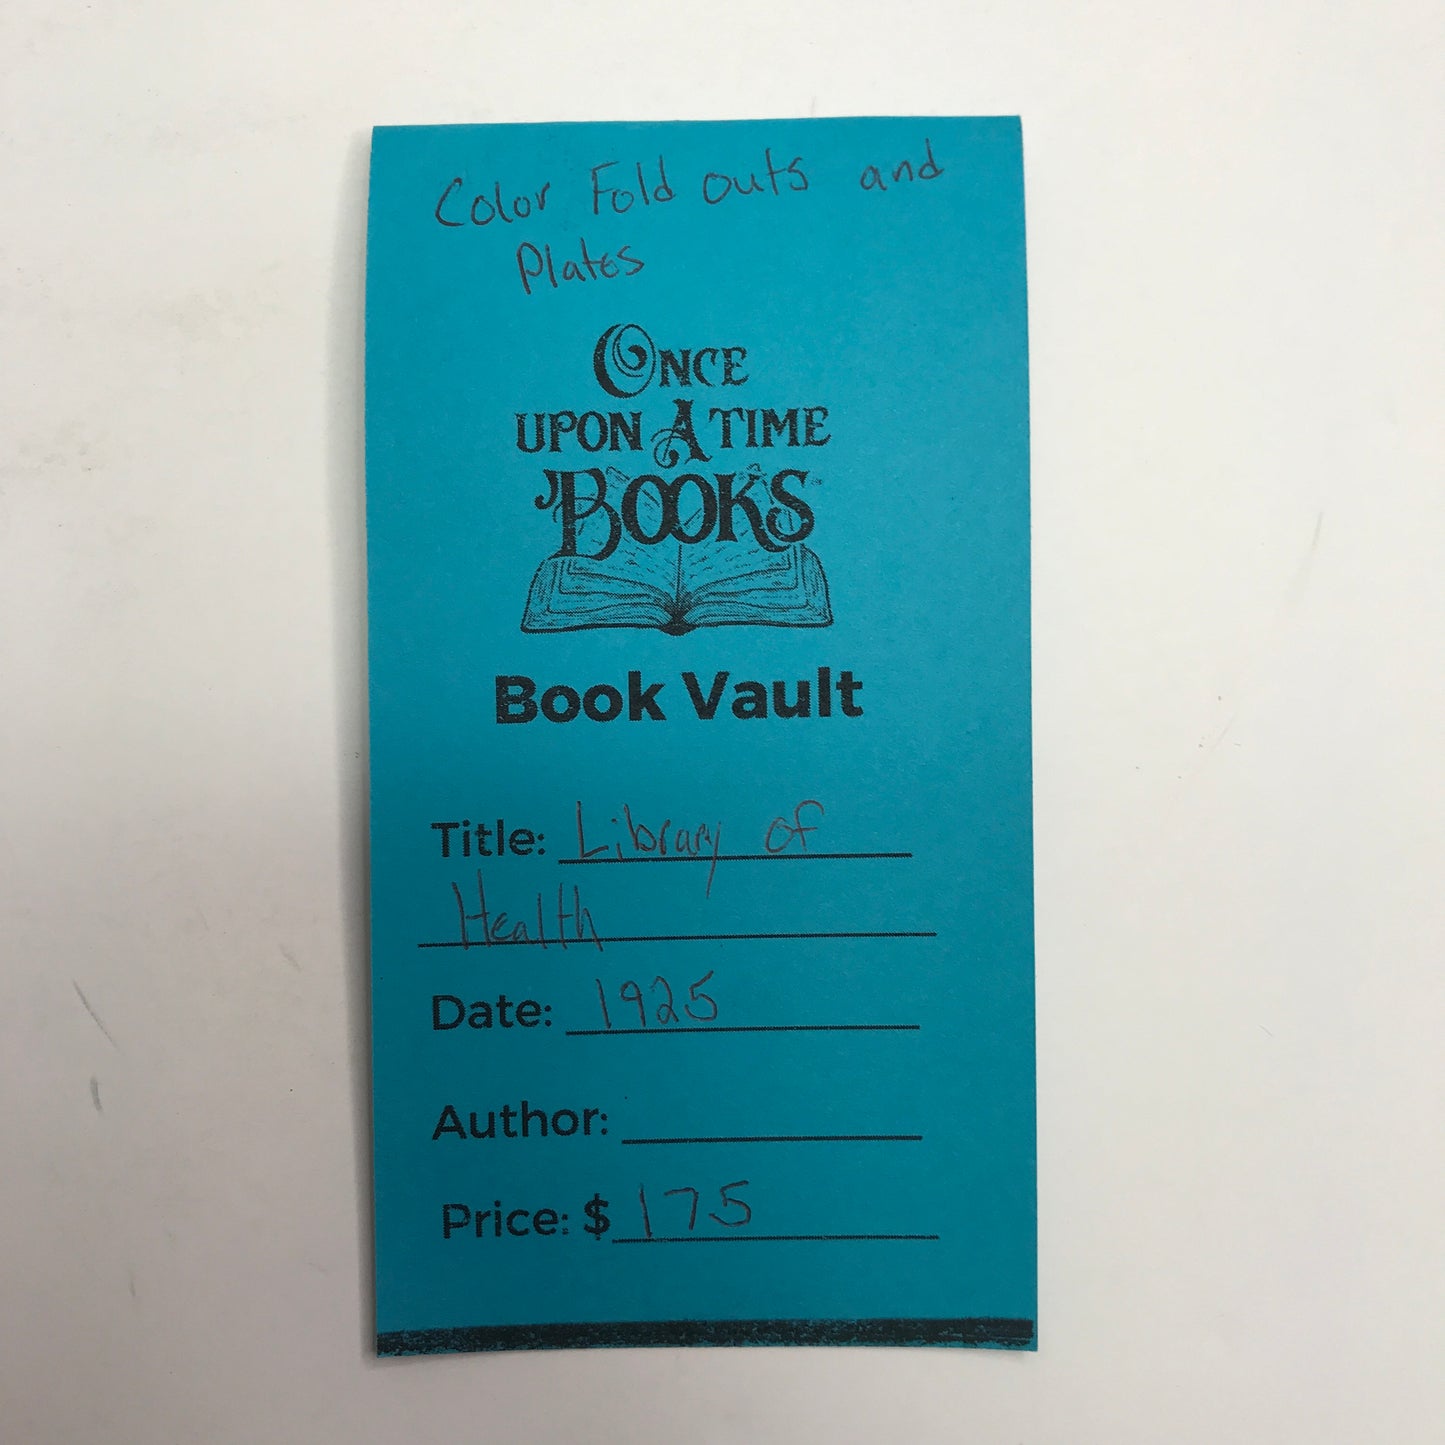 Color Fold outs and
Plates
ONCE
UPON A TIME
BOOKS
Book Vault
Title: Library of
Health
Date: 1925
Author:
Price: $175